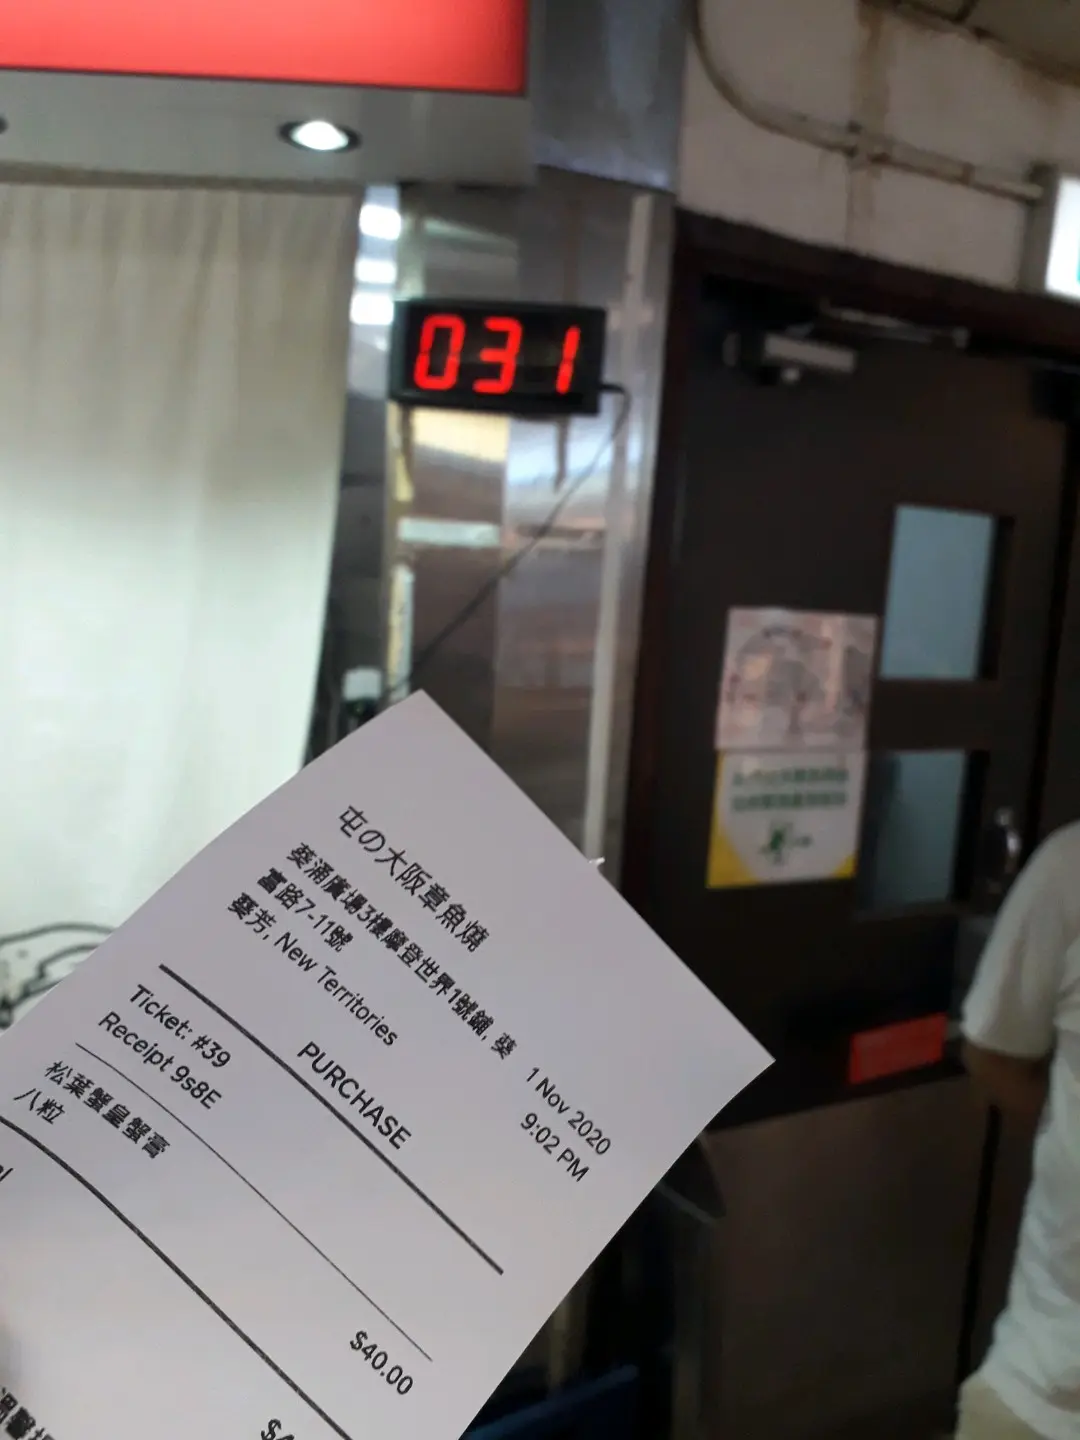 031
屯の大阪章魚燒
葵涌廣場3樓摩登世界1號鋪, 葵
富路7-11號
葵芳, New Territories
PURCHASE
1 Nov 2020
9:02 PM
Ticket: #39
Receipt 9s8E
松葉蟹皇蟹膏
八粒
$40.00